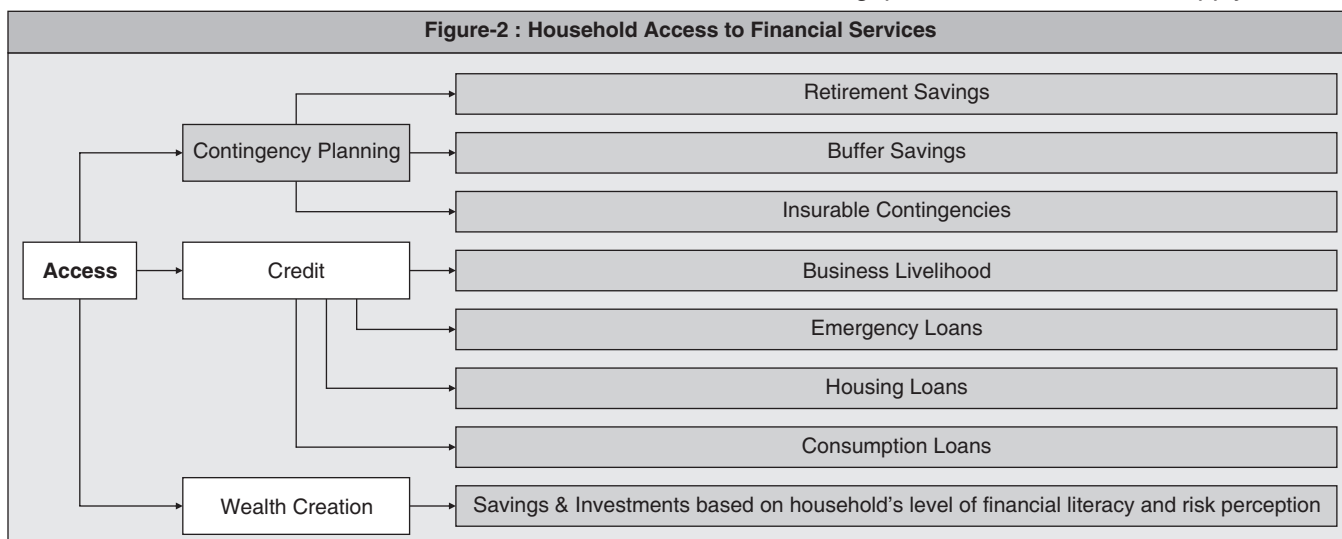 Figure-2 : Household Access to Financial Services
Retirement Savings
Contingency Planning
Buffer Savings
Insurable Contingencies
Access
Credit
Business Livelihood
Emergency Loans
Housing Loans
Consumption Loans
Wealth Creation
Savings & Investments based on household's level of financial literacy and risk perception